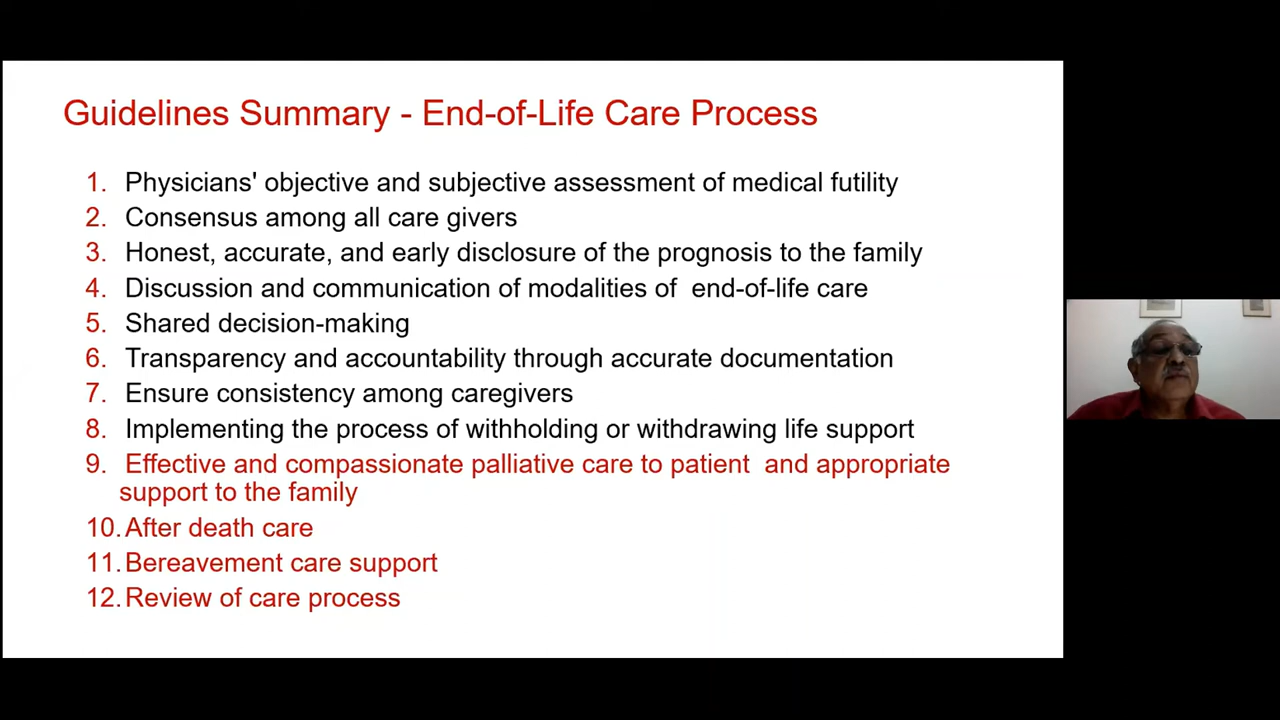 Guidelines Summary - End-of-Life Care Process
1. Physicians' objective and subjective assessment of medical futility
2. Consensus among all care givers
3. Honest, accurate, and early disclosure of the prognosis to the family
4. Discussion and communication of modalities of end-of-life care
5. Shared decision-making
6. Transparency and accountability through accurate documentation
7. Ensure consistency among caregivers
8. Implementing the process of withholding or withdrawing life support
9. Effective and compassionate palliative care to patient and appropriate
support to the family
10. After death care
11. Bereavement care support
12. Review of care process